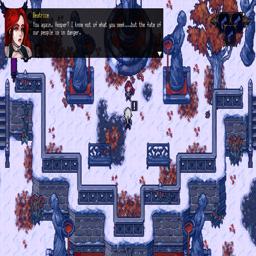 Beatrice
You again, Reaper? I know not of what you seek...but the fate of
our people is in danger.